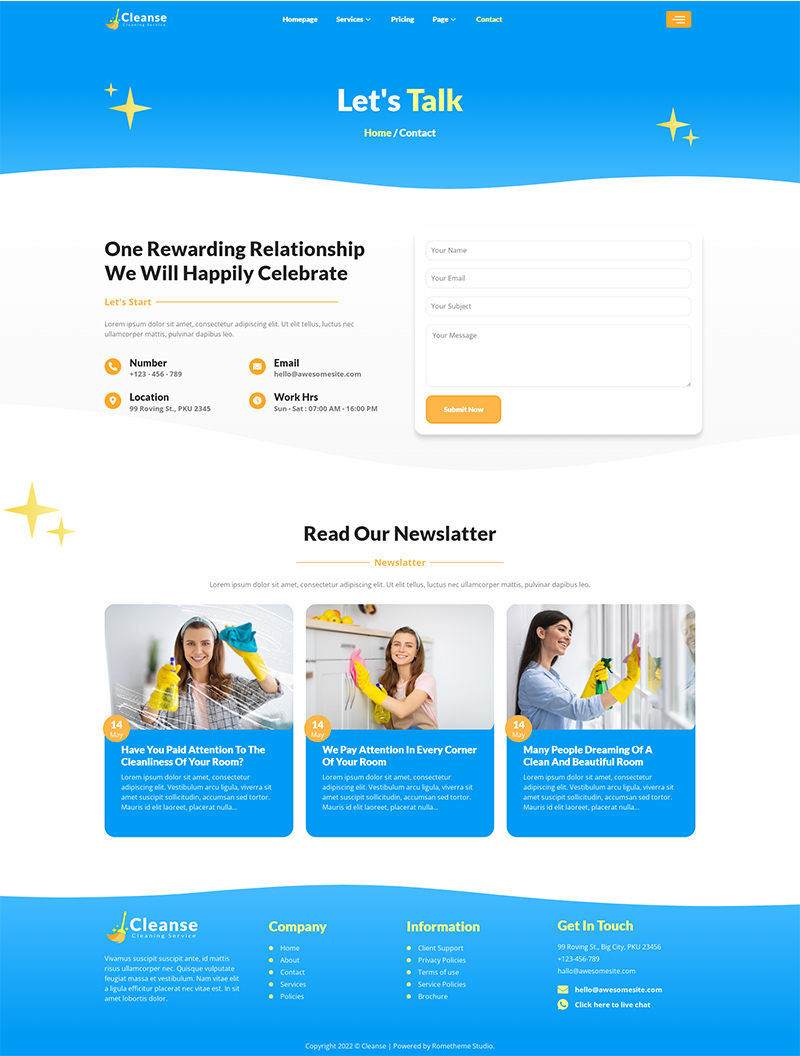 Cleanse
Cleaning Service
Homepage Services Pricing Page Contact
Let's Talk
Home / Contact
One Rewarding Relationship
We Will Happily Celebrate
Let's Start
Lorem ipsum dolor sit amet, consectetur adipiscing elit. Ut elit tellus, luctus nec
ullamcorper mattis, pulvinar dapibus leo.
Number
+123 - 456 - 789
Email
hello@awesomesite.com
Location
99 Roving St., PKU 2345
Work Hrs
Sun - Sat : 07:00 AM - 16:00 PM
Your Name
Your Email
Your Subject
Your Message
Submit Now
Read Our Newslatter
Newslatter
Lorem ipsum dolor sit amet, consectetur adipiscing elit. Ut elit tellus, luctus nec ullamcorper mattis, pulvinar dapibus leo.
14
May
Have You Paid Attention To The
Cleanliness Of Your Room?
Lorem ipsum dolor sit amet, consectetur
adipiscing elit. Vestibulum arcu ligula, viverra sit
amet suscipit sollicitudin, accumsan sed tortor.
Mauris id elit laoreet, placerat nulla...
14
May
We Pay Attention In Every Corner
Of Your Room
Lorem ipsum dolor sit amet, consectetur
adipiscing elit. Vestibulum arcu ligula, viverra sit
amet suscipit sollicitudin, accumsan sed tortor.
Mauris id elit laoreet, placerat nulla...
14
May
Many People Dreaming Of A
Clean And Beautiful Room
Lorem ipsum dolor sit amet, consectetur
adipiscing elit. Vestibulum arcu ligula, viverra sit
amet suscipit sollicitudin, accumsan sed tortor.
Mauris id elit laoreet, placerat nulla...
Cleanse
Cleaning Service
Vivamus suscipit suscipit ante, id mattis
risus ullamcorper nec. Quisque vulputate
feugiat massa et vestibulum. Nam vitae elit
a ligula efficitur placerat nec vitae est. In sit
amet lobortis dolor.
Company
Home
About
Contact
Services
Policies
Information
Client Support
Privacy Policies
Terms of use
Service Policies
Brochure
Get In Touch
99 Roving St., Big City, PKU 23456
+123-456-789
hallo@awesomesite.com
hello@awesomesite.com
Click here to live chat
Copyright 2022 © Cleanse | Powered by Rometheme Studio.